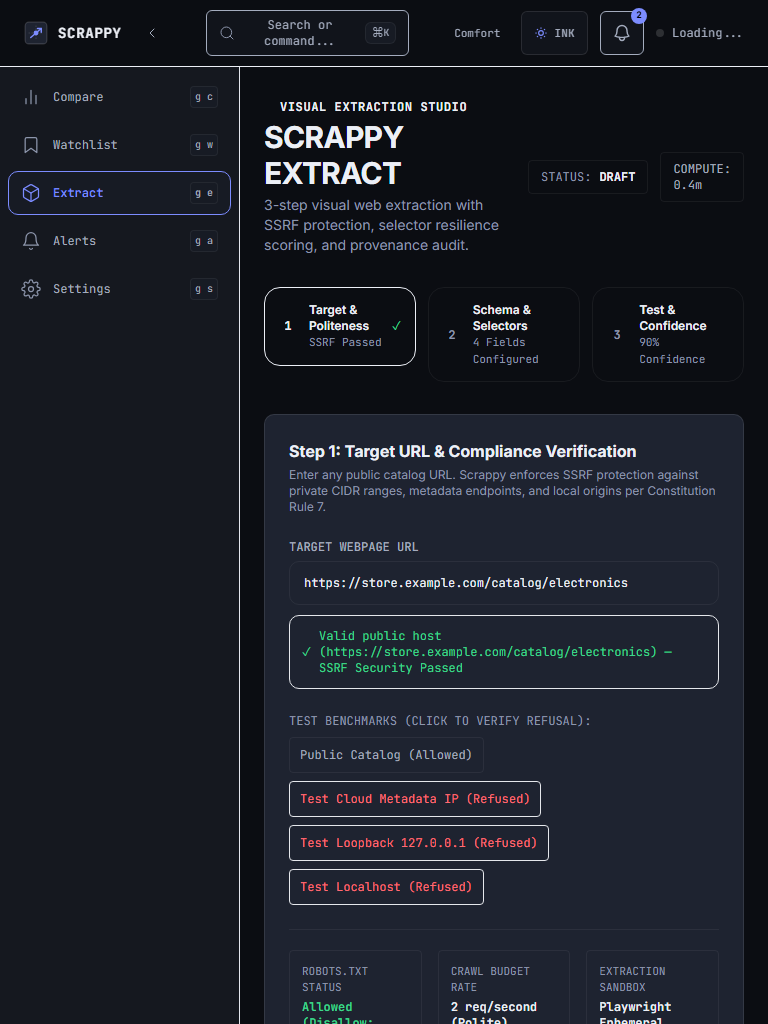 SCRAPPY
Search or
command...
⌘K
Comfort
INK
2
Loading...
Compare
g c
Watchlist
g w
Extract
g e
Alerts
g a
Settings
g s
VISUAL EXTRACTION STUDIO
SCRAPPY
EXTRACT
3-step visual web extraction with
SSRF protection, selector resilience
scoring, and provenance audit.
STATUS: DRAFT
COMPUTE:
0.4m
1
Target &
Politeness
SSRF Passed
✓
2
Schema &
Selectors
4 Fields
Configured
3
Test &
Confidence
90%
Confidence
Step 1: Target URL & Compliance Verification
Enter any public catalog URL. Scrappy enforces SSRF protection against
private CIDR ranges, metadata endpoints, and local origins per Constitution
Rule 7.
TARGET WEBPAGE URL
https://store.example.com/catalog/electronics
Valid public host
✓ (https://store.example.com/catalog/electronics) —
SSRF Security Passed
TEST BENCHMARKS (CLICK TO VERIFY REFUSAL):
Public Catalog (Allowed)
Test Cloud Metadata IP (Refused)
Test Loopback 127.0.0.1 (Refused)
Test Localhost (Refused)
ROBOTS.TXT
STATUS
Allowed
(Disallow:
CRAWL BUDGET
RATE
2 req/second
(Polite)
EXTRACTION
SANDBOX
Playwright
Ephemeral